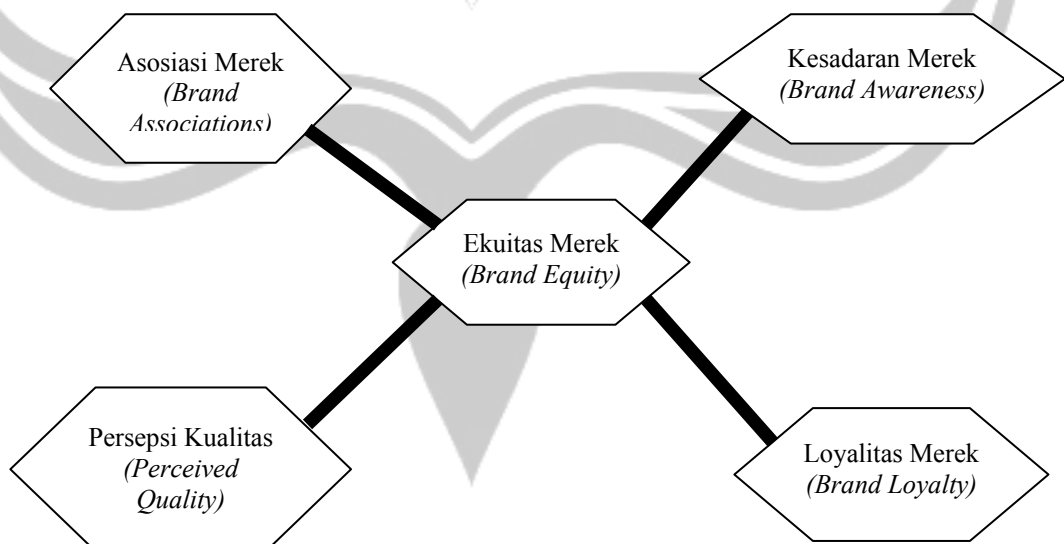 Asosiasi Merek
(Brand
Associations)
Kesadaran Merek
(Brand Awareness)
Ekuitas Merek
(Brand Equity)
Persepsi Kualitas
(Perceived
Quality)
Loyalitas Merek
(Brand Loyalty)